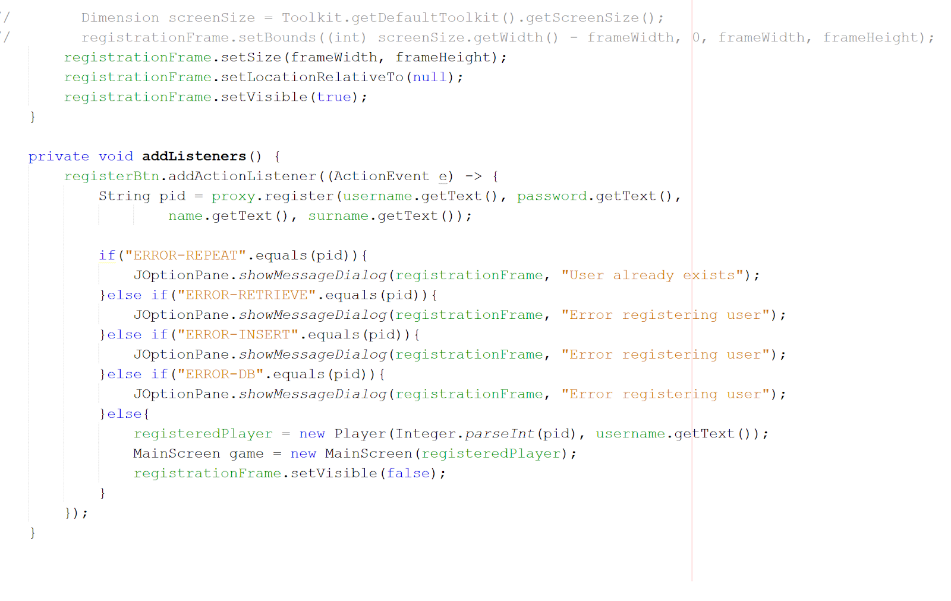 //        Dimension screenSize = Toolkit.getDefaultToolkit().getScreenSize();
//        registrationFrame.setBounds((int) screenSize.getWidth() - frameWidth, 0, frameWidth, frameHeight);
        registrationFrame.setSize(frameWidth, frameHeight);
        registrationFrame.setLocationRelativeTo(null);
        registrationFrame.setVisible(true);
    }
    private void addListeners() {
        registerBtn.addActionListener((ActionEvent e) -> {
            String pid = proxy.register(username.getText(), password.getText(),
                    name.getText(), surname.getText());
            if("ERROR-REPEAT".equals(pid)){
                JOptionPane.showMessageDialog(registrationFrame, "User already exists");
            }else if("ERROR-RETRIEVE".equals(pid)){
                JOptionPane.showMessageDialog(registrationFrame, "Error registering user");
            }else if("ERROR-INSERT".equals(pid)){
                JOptionPane.showMessageDialog(registrationFrame, "Error registering user");
            }else if("ERROR-DB".equals(pid)){
                JOptionPane.showMessageDialog(registrationFrame, "Error registering user");
            }else{
                registeredPlayer = new Player(Integer.parseInt(pid), username.getText());
                MainScreen game = new MainScreen(registeredPlayer);
                registrationFrame.setVisible(false);
            }
        });
    }